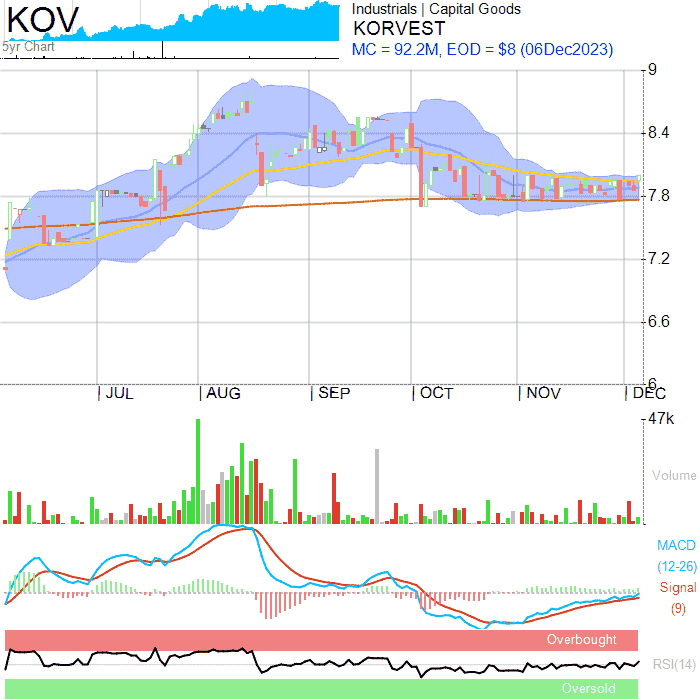 KOV
5yr Chart
Industrials | Capital Goods
KORVEST
MC = 92.2M, EOD = $8 (06Dec2023)
9
8.4
7.8
7.2
6.6
6
JUL
AUG
SEP
OCT
NOV
DEC
47k
Volume
MACD
(12-26)
Signal
(9)
Overbought
RSI(14)
Oversold